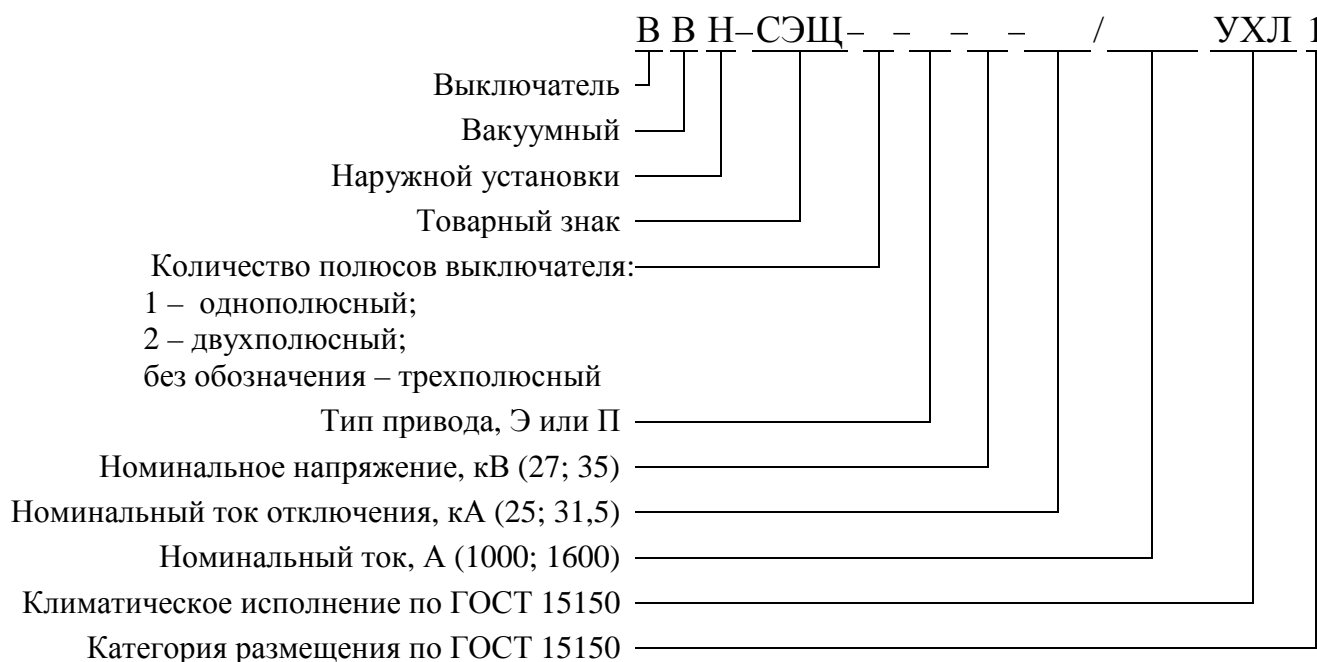 В В Н–СЭЩ– – – – / УХЛ 1
Выключатель
Вакуумный
Наружной установки
Товарный знак
Количество полюсов выключателя:
1 – однополюсный;
2 – двухполюсный;
без обозначения – трехполюсный
Тип привода, Э или П
Номинальное напряжение, кВ (27; 35)
Номинальный ток отключения, кА (25; 31,5)
Номинальный ток, А (1000; 1600)
Климатическое исполнение по ГОСТ 15150
Категория размещения по ГОСТ 15150